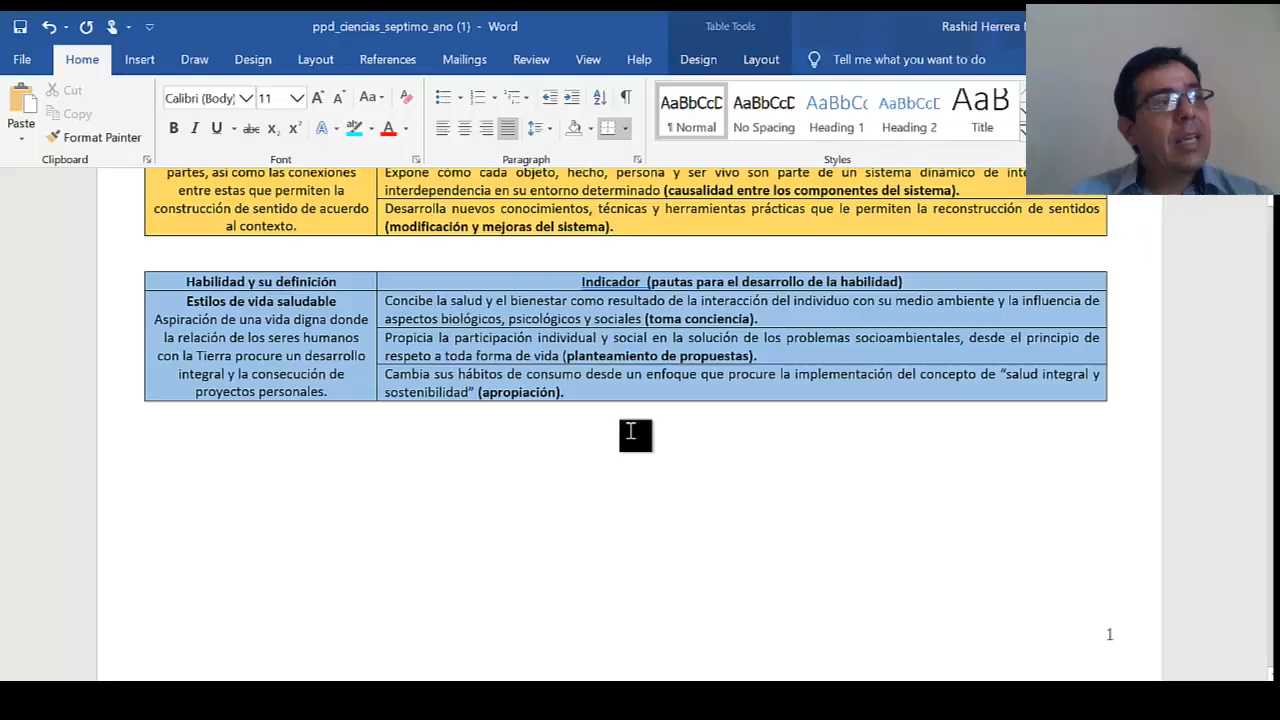 ppd_ciencias_septimo_ano (1) - Word
Table Tools
Rashid Herrera
File Home Insert Draw Design Layout References Mailings Review View Help Design Layout Tell me what you want to do
Cut
Copy
Paste
Format Painter
Calibri (Body) 11
AaBbCcD AaBbCcD AaBbCc AaBbCcD AaB
¶ Normal No Spacing Heading 1 Heading 2 Title
Clipboard Font Paragraph Styles
partes, así como las conexiones
entre estas que permiten la
construcción de sentido de acuerdo
al contexto.
Expone cómo cada objeto, hecho, persona y ser vivo son parte de un sistema dinámico de
interdependencia en su entorno determinado (causalidad entre los componentes del sistema).
Desarrolla nuevos conocimientos, técnicas y herramientas prácticas que le permiten la reconstrucción de sentidos
(modificación y mejoras del sistema).
Habilidad y su definición
Indicador (pautas para el desarrollo de la habilidad)
Estilos de vida saludable
Aspiración de una vida digna donde
la relación de los seres humanos
con la Tierra procure un desarrollo
integral y la consecución de
proyectos personales.
Concibe la salud y el bienestar como resultado de la interacción del individuo con su medio ambiente y la influencia de
aspectos biológicos, psicológicos y sociales (toma conciencia).
Propicia la participación individual y social en la solución de los problemas socioambientales, desde el principio de
respeto a toda forma de vida (planteamiento de propuestas).
Cambia sus hábitos de consumo desde un enfoque que procure la implementación del concepto de “salud integral y
sostenibilidad” (apropiación).
1